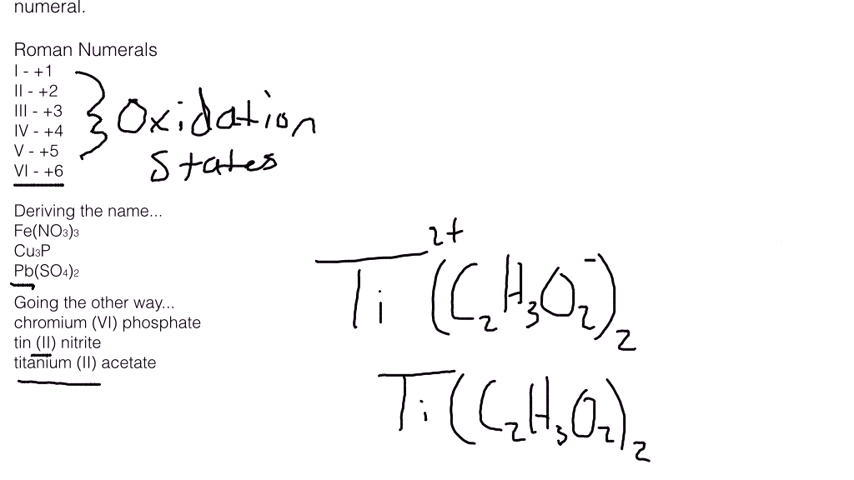 numeral.
Roman Numerals
I - +1
II - +2
III - +3
IV - +4
V - +5
VI - +6
Oxidation
States
Deriving the name...
Fe(NO₃)₃
Cu₃P
Pb(SO₄)₂
Going the other way...
chromium (VI) phosphate
tin (II) nitrite
titanium (II) acetate
Ti²⁺(C₂H₃O₂⁻)₂
Ti(C₂H₃O₂)₂